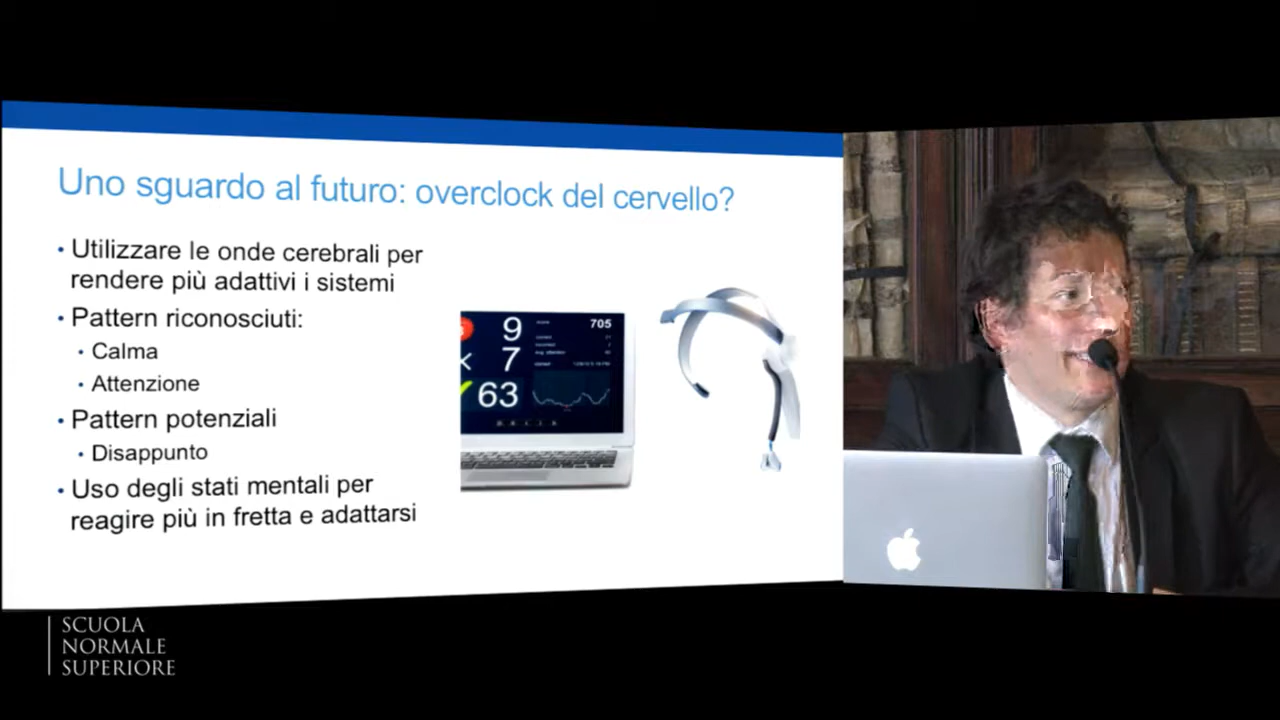 Uno sguardo al futuro: overclock del cervello?
• Utilizzare le onde cerebrali per
rendere più adattivi i sistemi
• Pattern riconosciuti:
• Calma
• Attenzione
• Pattern potenziali
• Disappunto
• Uso degli stati mentali per
reagire più in fretta e adattarsi
9
705
7
63
SCUOLA
NORMALE
SUPERIORE